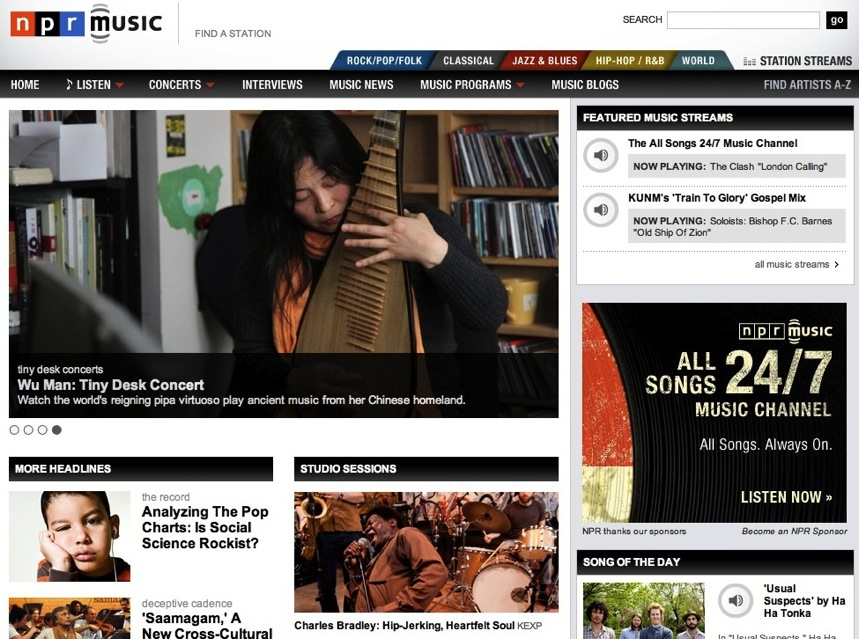 npr music
FIND A STATION
SEARCH
go
ROCK/POP/FOLK CLASSICAL JAZZ & BLUES HIP-HOP / R&B WORLD STATION STREAMS
HOME LISTEN CONCERTS INTERVIEWS MUSIC NEWS MUSIC PROGRAMS MUSIC BLOGS FIND ARTISTS A-Z
tiny desk concerts
Wu Man: Tiny Desk Concert
Watch the world's reigning pipa virtuoso play ancient music from her Chinese homeland.
MORE HEADLINES
the record
Analyzing The Pop
Charts: Is Social
Science Rockist?
deceptive cadence
'Saamagam,' A
New Cross-Cultural
STUDIO SESSIONS
Charles Bradley: Hip-Jerking, Heartfelt Soul KEXP
FEATURED MUSIC STREAMS
The All Songs 24/7 Music Channel
NOW PLAYING: The Clash "London Calling"
KUNM's 'Train To Glory' Gospel Mix
NOW PLAYING: Soloists: Bishop F.C. Barnes
"Old Ship Of Zion"
all music streams
npr music
ALL
SONGS 24/7
MUSIC CHANNEL
All Songs. Always On.
LISTEN NOW »
NPR thanks our sponsors Become an NPR Sponsor
SONG OF THE DAY
'Usual
Suspects' by Ha
Ha Tonka
In "Usual Suspects," Ha Ha